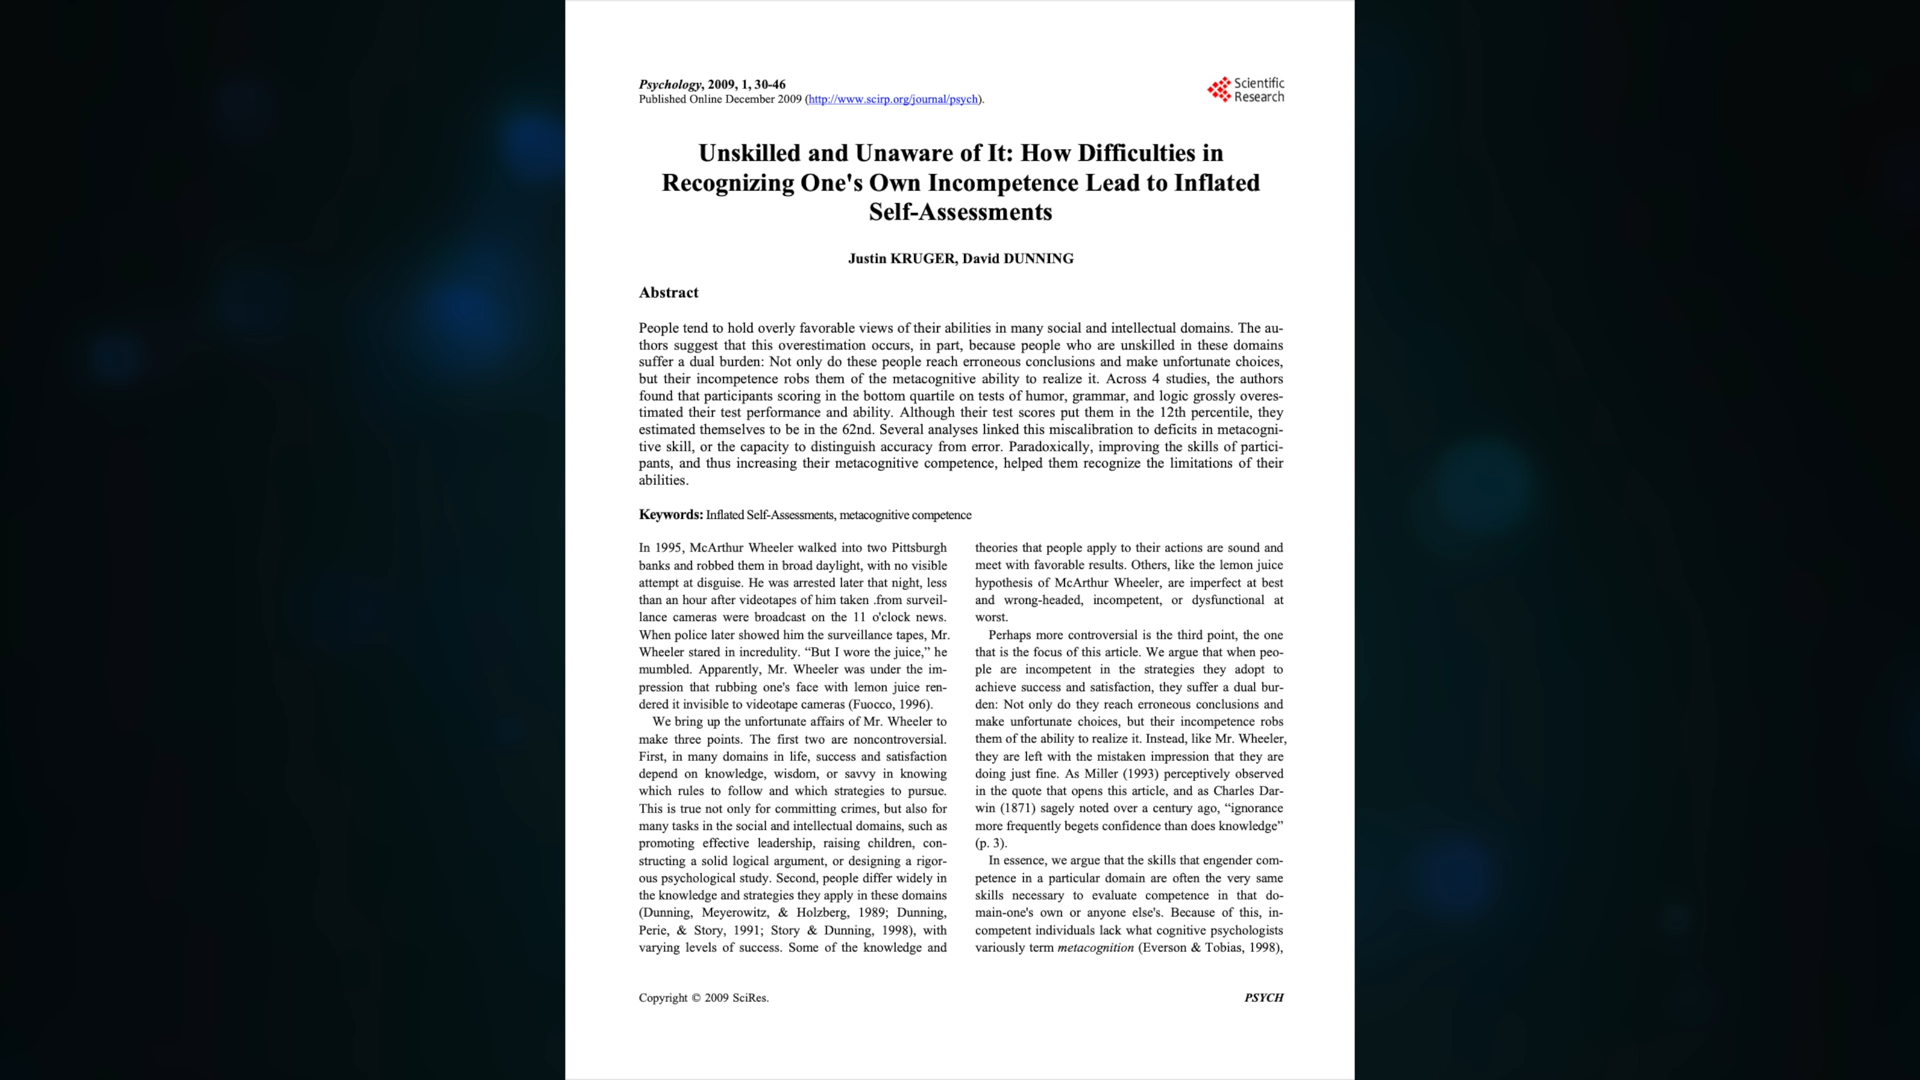 Psychology, 2009, 1, 30-46
Published Online December 2009 (http://www.scirp.org/journal/psych).
Scientific
Research
Unskilled and Unaware of It: How Difficulties in
Recognizing One's Own Incompetence Lead to Inflated
Self-Assessments
Justin KRUGER, David DUNNING
Abstract
People tend to hold overly favorable views of their abilities in many social and intellectual domains. The au-
thors suggest that this overestimation occurs, in part, because people who are unskilled in these domains
suffer a dual burden: Not only do these people reach erroneous conclusions and make unfortunate choices,
but their incompetence robs them of the metacognitive ability to realize it. Across 4 studies, the authors
found that participants scoring in the bottom quartile on tests of humor, grammar, and logic grossly overes-
timated their test performance and ability. Although their test scores put them in the 12th percentile, they
estimated themselves to be in the 62nd. Several analyses linked this miscalibration to deficits in metacogni-
tive skill, or the capacity to distinguish accuracy from error. Paradoxically, improving the skills of partici-
pants, and thus increasing their metacognitive competence, helped them recognize the limitations of their
abilities.
Keywords: Inflated Self-Assessments, metacognitive competence
In 1995, McArthur Wheeler walked into two Pittsburgh
banks and robbed them in broad daylight, with no visible
attempt at disguise. He was arrested later that night, less
than an hour after videotapes of him taken .from surveil-
lance cameras were broadcast on the 11 o'clock news.
When police later showed him the surveillance tapes, Mr.
Wheeler stared in incredulity. “But I wore the juice,” he
mumbled. Apparently, Mr. Wheeler was under the im-
pression that rubbing one's face with lemon juice ren-
dered it invisible to videotape cameras (Fuocco, 1996).
We bring up the unfortunate affairs of Mr. Wheeler to
make three points. The first two are noncontroversial.
First, in many domains in life, success and satisfaction
depend on knowledge, wisdom, or savvy in knowing
which rules to follow and which strategies to pursue.
This is true not only for committing crimes, but also for
many tasks in the social and intellectual domains, such as
promoting effective leadership, raising children, con-
structing a solid logical argument, or designing a rigor-
ous psychological study. Second, people differ widely in
the knowledge and strategies they apply in these domains
(Dunning, Meyerowitz, & Holzberg, 1989; Dunning,
Perie, & Story, 1991; Story & Dunning, 1998), with
varying levels of success. Some of the knowledge and
theories that people apply to their actions are sound and
meet with favorable results. Others, like the lemon juice
hypothesis of McArthur Wheeler, are imperfect at best
and wrong-headed, incompetent, or dysfunctional at
worst.
Perhaps more controversial is the third point, the one
that is the focus of this article. We argue that when peo-
ple are incompetent in the strategies they adopt to
achieve success and satisfaction, they suffer a dual bur-
den: Not only do they reach erroneous conclusions and
make unfortunate choices, but their incompetence robs
them of the ability to realize it. Instead, like Mr. Wheeler,
they are left with the mistaken impression that they are
doing just fine. As Miller (1993) perceptively observed
in the quote that opens this article, and as Charles Dar-
win (1871) sagely noted over a century ago, “ignorance
more frequently begets confidence than does knowledge”
(p. 3).
In essence, we argue that the skills that engender com-
petence in a particular domain are often the very same
skills necessary to evaluate competence in that do-
main-one's own or anyone else's. Because of this, in-
competent individuals lack what cognitive psychologists
variously term metacognition (Everson & Tobias, 1998),
Copyright © 2009 SciRes.
PSYCH